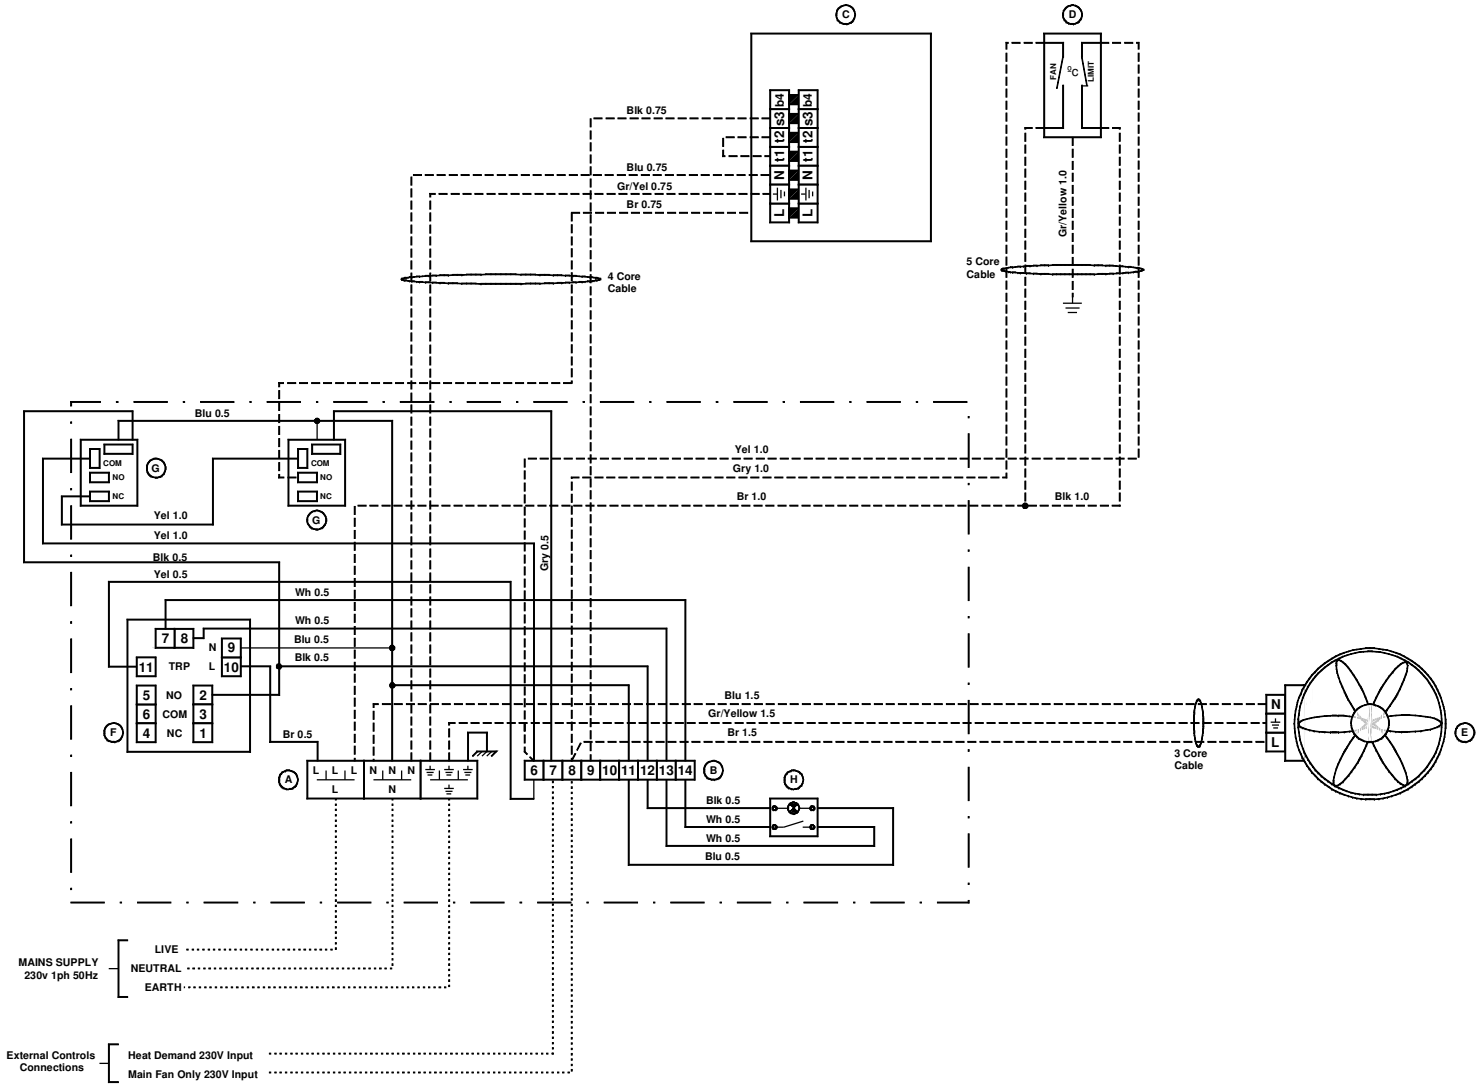 C
D
b4 b4
s3 s3
t2 t2
t1 t1
N N
L L
Blk 0.75
Blu 0.75
Gr/Yel 0.75
Br 0.75
FAN
ºC
LIMIT
Gr/Yellow 1.0
5 Core
Cable
4 Core
Cable
Blu 0.5
COM
NO
NC
G
COM
NO
NC
G
Yel 1.0
Gry 1.0
Br 1.0
Blk 1.0
Yel 1.0
Yel 1.0
Gry 0.5
Blk 0.5
Yel 0.5
Wh 0.5
Wh 0.5
Blu 0.5
Blk 0.5
7 8
N 9
11 TRP L 10
5 NO 2
6 COM 3
4 NC 1
F
Br 0.5
Blu 1.5
Gr/Yellow 1.5
Br 1.5
3 Core
Cable
N
L
E
A
L L L N N N
L N
6 7 8 9 10 11 12 13 14
B
H
Blk 0.5
Wh 0.5
Wh 0.5
Blu 0.5
MAINS SUPPLY
230v 1ph 50Hz
LIVE
NEUTRAL
EARTH
External Controls
Connections
Heat Demand 230V Input
Main Fan Only 230V Input